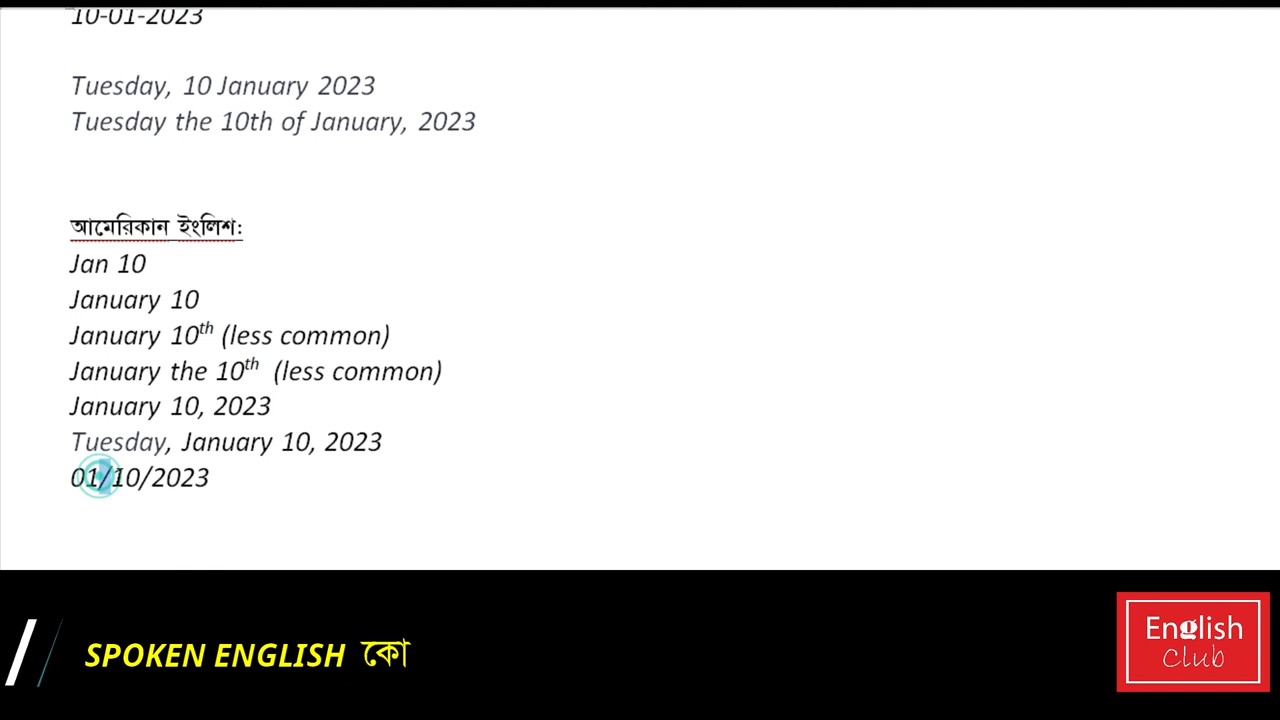 10-01-2023
Tuesday, 10 January 2023
Tuesday the 10th of January, 2023
আমেরিকান ইংলিশ:
Jan 10
January 10
January 10th (less common)
January the 10th (less common)
January 10, 2023
Tuesday, January 10, 2023
01/10/2023
SPOKEN ENGLISH কো
English
Club